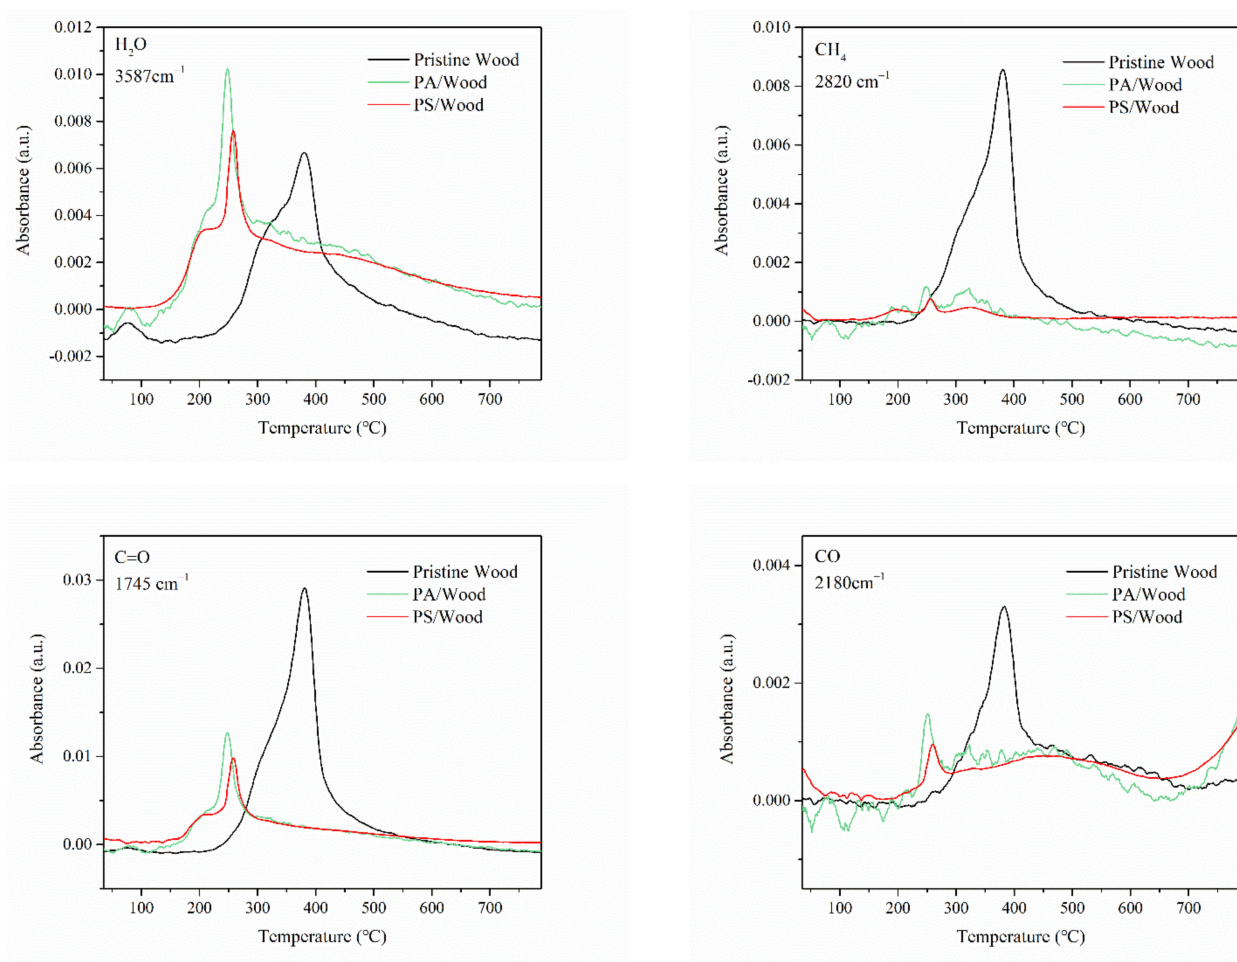 H₂O
3587cm⁻¹
Pristine Wood
PA/Wood
PS/Wood
0.012
0.010
0.008
0.006
0.004
0.002
0.000
-0.002
Absorbance (a.u.)
100 200 300 400 500 600 700
Temperature (℃)
CH₄
2820 cm⁻¹
Pristine Wood
PA/Wood
PS/Wood
0.010
0.008
0.006
0.004
0.002
0.000
-0.002
Absorbance (a.u.)
100 200 300 400 500 600 700
Temperature (℃)
C=O
1745 cm⁻¹
Pristine Wood
PA/Wood
PS/Wood
0.03
0.02
0.01
0.00
Absorbance (a.u.)
100 200 300 400 500 600 700
Temperature (℃)
CO
2180cm⁻¹
Pristine Wood
PA/Wood
PS/Wood
0.004
0.002
0.000
Absorbance (a.u.)
100 200 300 400 500 600 700
Temperature (℃)